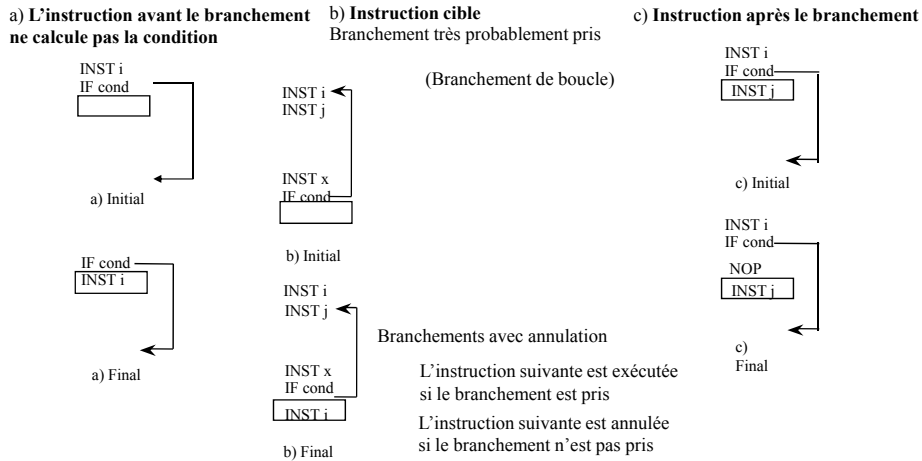 a) L'instruction avant le branchement
ne calcule pas la condition
INST i
IF cond
a) Initial
IF cond
INST i
a) Final
b) Instruction cible
Branchement très probablement pris
(Branchement de boucle)
INST i
INST j
INST x
IF cond
b) Initial
INST i
INST j
Branchements avec annulation
INST x
IF cond
INST i
b) Final
L'instruction suivante est exécutée
si le branchement est pris
L'instruction suivante est annulée
si le branchement n'est pas pris
c) Instruction après le branchement
INST i
IF cond
INST j
c) Initial
INST i
IF cond
NOP
INST j
c)
Final